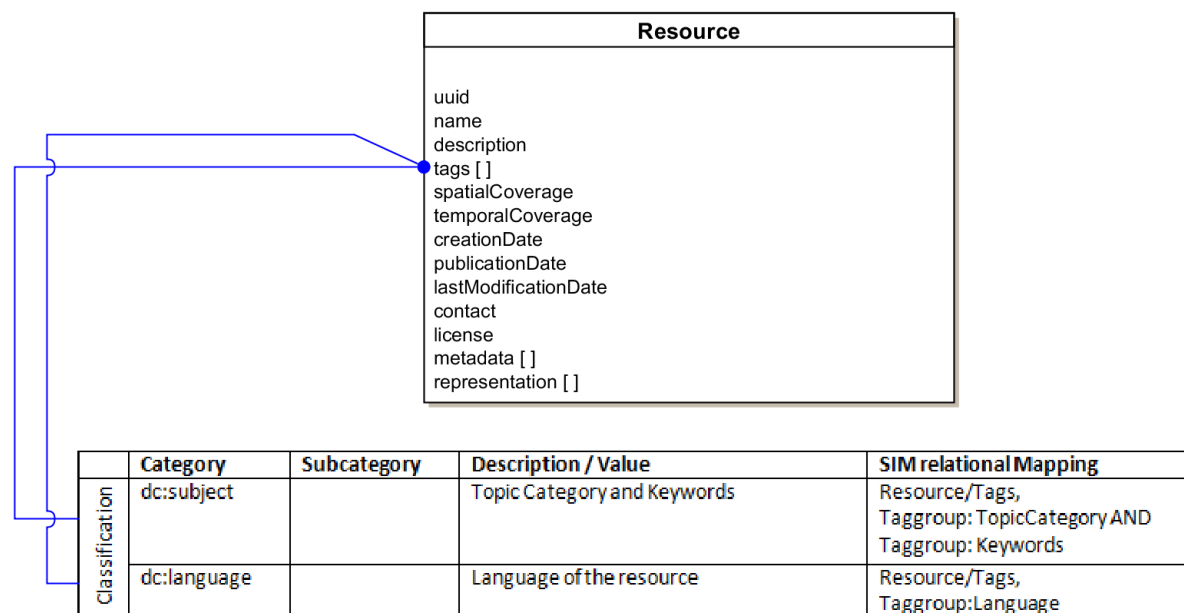 Resource
uuid
name
description
tags [ ]
spatialCoverage
temporalCoverage
creationDate
publicationDate
lastModificationDate
contact
license
metadata [ ]
representation [ ]
Category Subcategory Description / Value SIM relational Mapping
Classification
dc:subject Topic Category and Keywords Resource/Tags,
Taggroup: TopicCategory AND
Taggroup: Keywords
dc:language Language of the resource Resource/Tags,
Taggroup:Language